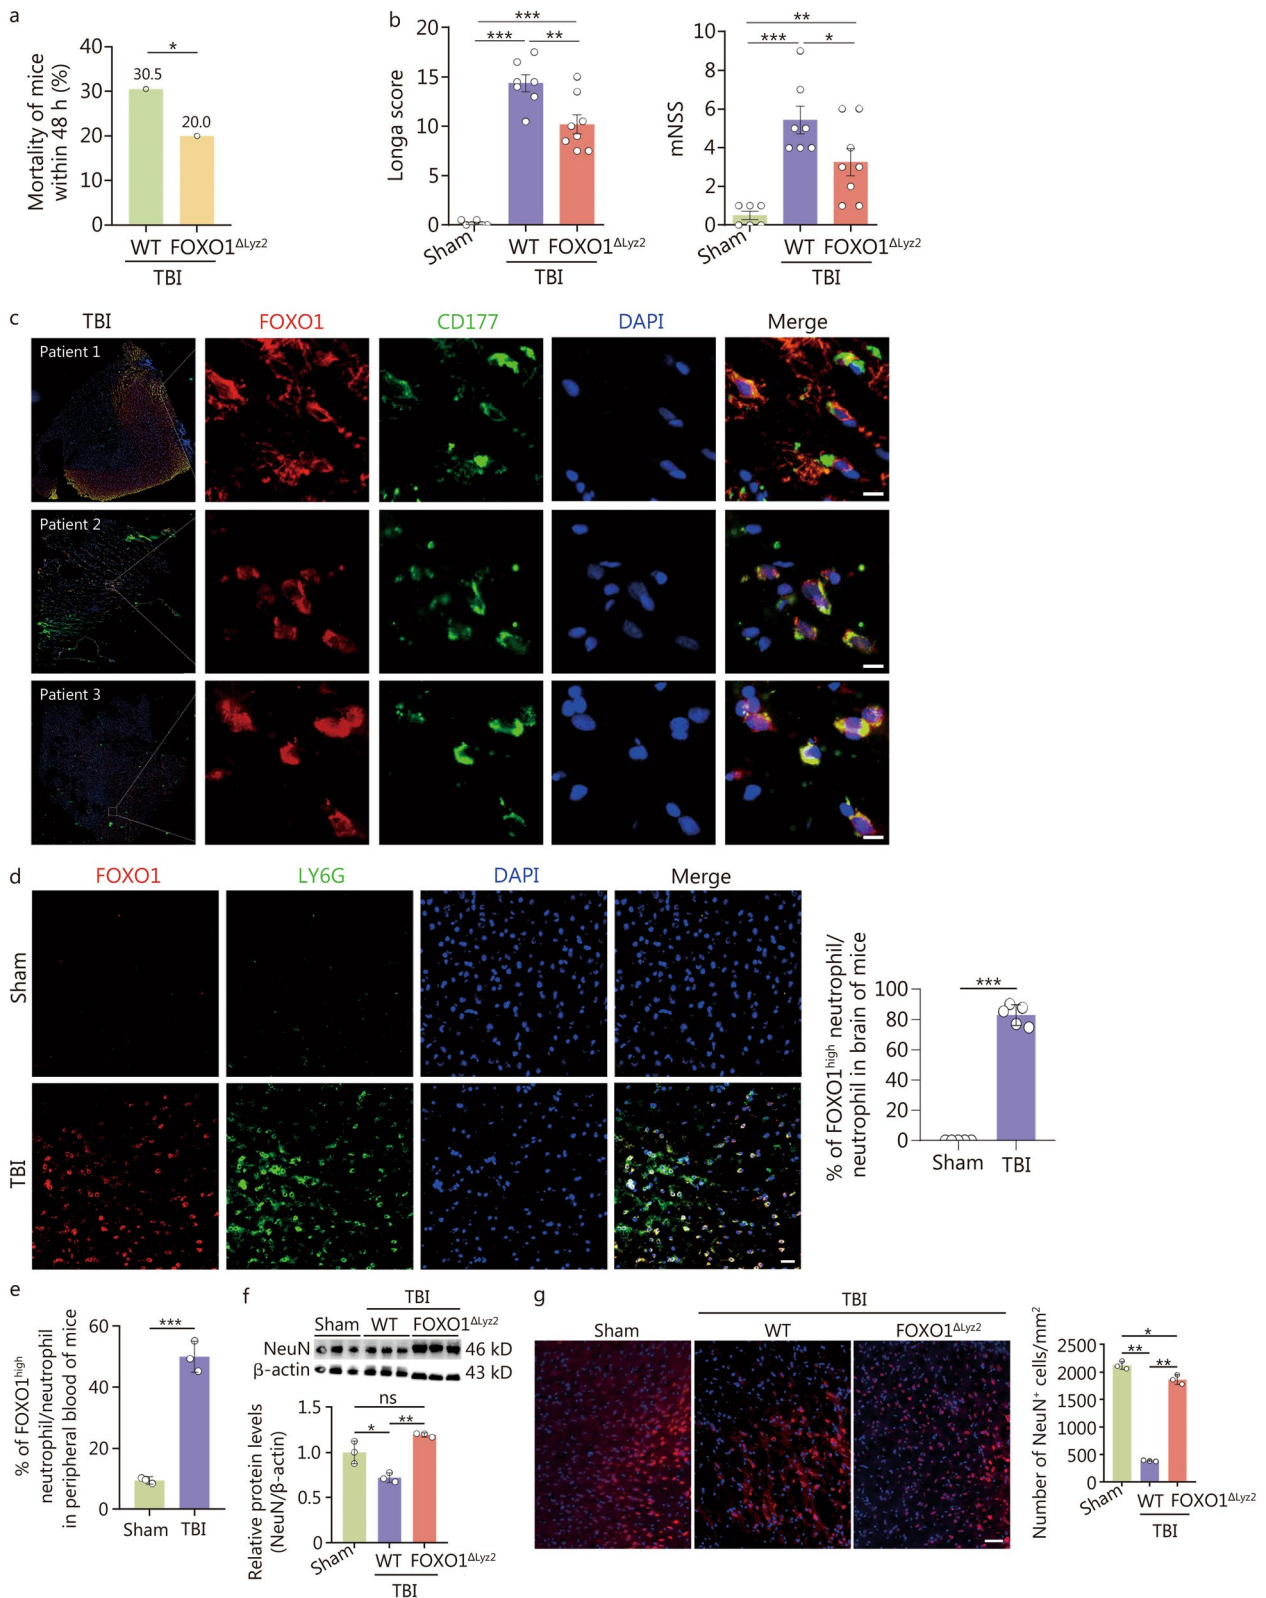 a
Mortality of mice
within 48 h (%)
40
30
20
10
0
*
30.5
20.0
WT FOXO1ΔLyz2
TBI
b
Longa score
20
15
10
5
0
***
*** **
Sham
WT FOXO1ΔLyz2
TBI
mNSS
10
8
6
4
2
0
**
*** *
Sham
WT FOXO1ΔLyz2
TBI
c
TBI FOXO1 CD177 DAPI Merge
Patient 1
Patient 2
Patient 3
d
FOXO1 LY6G DAPI Merge
Sham
TBI
% of FOXO1high neutrophil/
neutrophil in brain of mice
100
80
60
40
20
0
***
Sham TBI
e
% of FOXO1high
neutrophil/neutrophil
in peripheral blood of mice
60
40
20
0
***
Sham TBI
f
TBI
Sham WT FOXO1ΔLyz2
NeuN 46 kD
β-actin 43 kD
Relative protein levels
(NeuN/β-actin)
1.5
1.0
0.5
0
ns
* **
Sham
WT FOXO1ΔLyz2
TBI
g
TBI
Sham WT FOXO1ΔLyz2
Number of NeuN+ cells/mm2
2500
2000
1500
1000
500
0
*
** **
Sham
WT FOXO1ΔLyz2
TBI